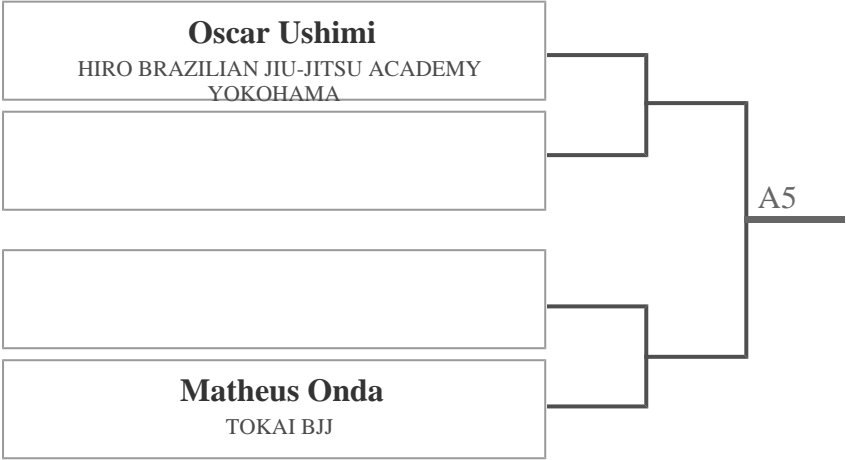 Oscar Ushimi
HIRO BRAZILIAN JIU-JITSU ACADEMY
YOKOHAMA
A5
Matheus Onda
TOKAI BJJ